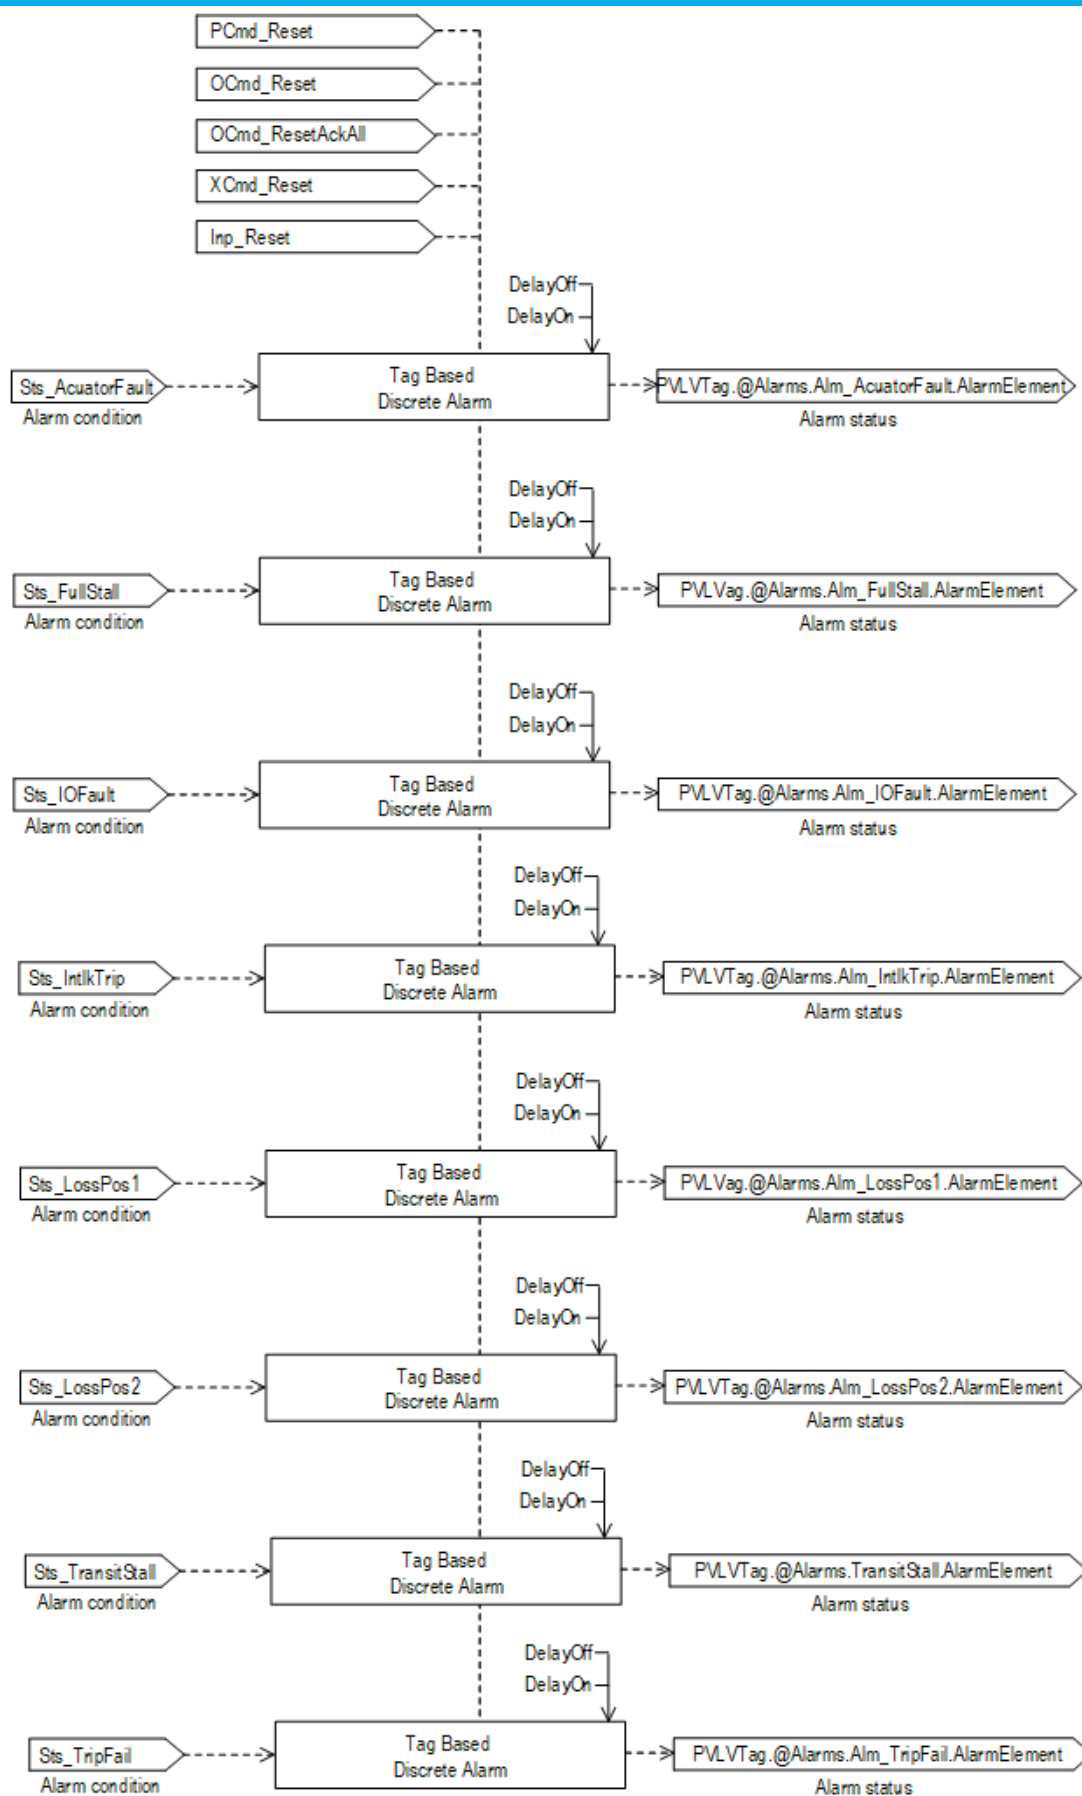 PCmd_Reset
OCmd_Reset
OCmd_ResetAckAll
XCmd_Reset
Inp_Reset
DelayOff
DelayOn
Sts_AcuatorFault
Alarm condition
Tag Based
Discrete Alarm
PVLVTag.@Alarms.Alm_AcuatorFault.AlarmElement
Alarm status
DelayOff
DelayOn
Sts_FullStall
Alarm condition
Tag Based
Discrete Alarm
PVLVag.@Alarms.Alm_FullStall.AlarmElement
Alarm status
DelayOff
DelayOn
Sts_IOFault
Alarm condition
Tag Based
Discrete Alarm
PVLVTag.@Alarms.Alm_IOFault.AlarmElement
Alarm status
DelayOff
DelayOn
Sts_IntlkTrip
Alarm condition
Tag Based
Discrete Alarm
PVLVTag.@Alarms.Alm_IntlkTrip.AlarmElement
Alarm status
DelayOff
DelayOn
Sts_LossPos1
Alarm condition
Tag Based
Discrete Alarm
PVLVag.@Alarms.Alm_LossPos1.AlarmElement
Alarm status
DelayOff
DelayOn
Sts_LossPos2
Alarm condition
Tag Based
Discrete Alarm
PVLVTag.@Alarms.Alm_LossPos2.AlarmElement
Alarm status
DelayOff
DelayOn
Sts_TransitStall
Alarm condition
Tag Based
Discrete Alarm
PVLVTag.@Alarms.TransitStall.AlarmElement
Alarm status
DelayOff
DelayOn
Sts_TripFail
Alarm condition
Tag Based
Discrete Alarm
PVLVTag.@Alarms.Alm_TripFail.AlarmElement
Alarm status